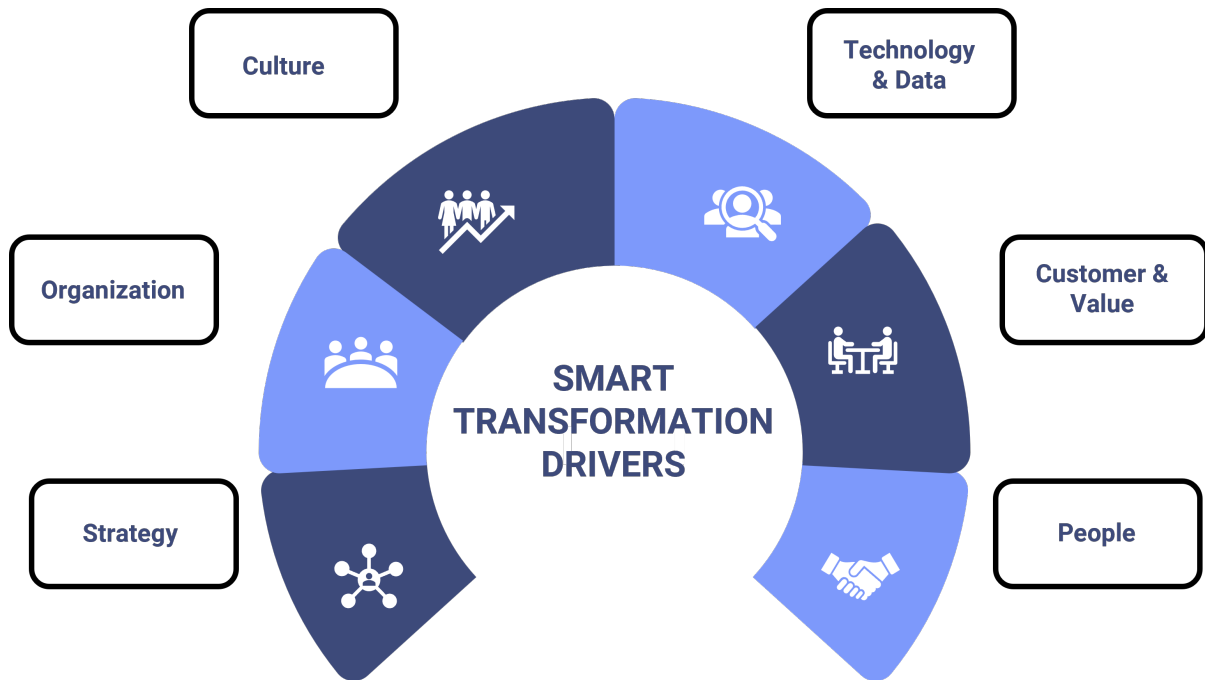 Culture
Technology
& Data
Organization
Customer &
Value
SMART
TRANSFORMATION
DRIVERS
Strategy
People